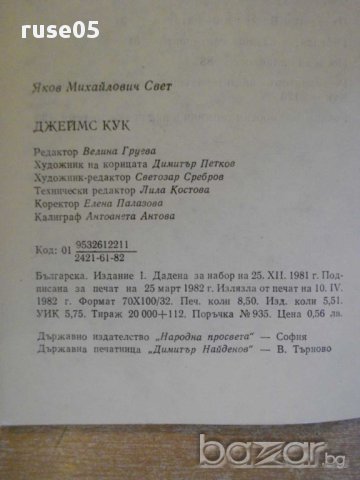 ruse05
Яков Михайлович Свет
ДЖЕЙМС КУК
Редактор Велина Груева
Художник на корицата Димитър Петков
Художник-редактор Светозар Сребров
Технически редактор Лила Костова
Коректор Елена Палазова
Калиграф Антоанета Антова
Код: 01 9532612211
2421-61-82
Българска. Издание I. Дадена за набор на 25. XII. 1981 г. Под-
писана за печат на 25 март 1982 г. Излязла от печат на 10. IV.
1982 г. Формат 70Х100/32. Печ. коли 8,50. Изд. коли 5,51.
УИК 5,75. Тираж 20 000+112. Поръчка № 935. Цена 0,56 лв.
Държавно издателство „Народна просвета" — София
Държавна печатница „Димитър Найденов" — В. Търново
bazar.bg